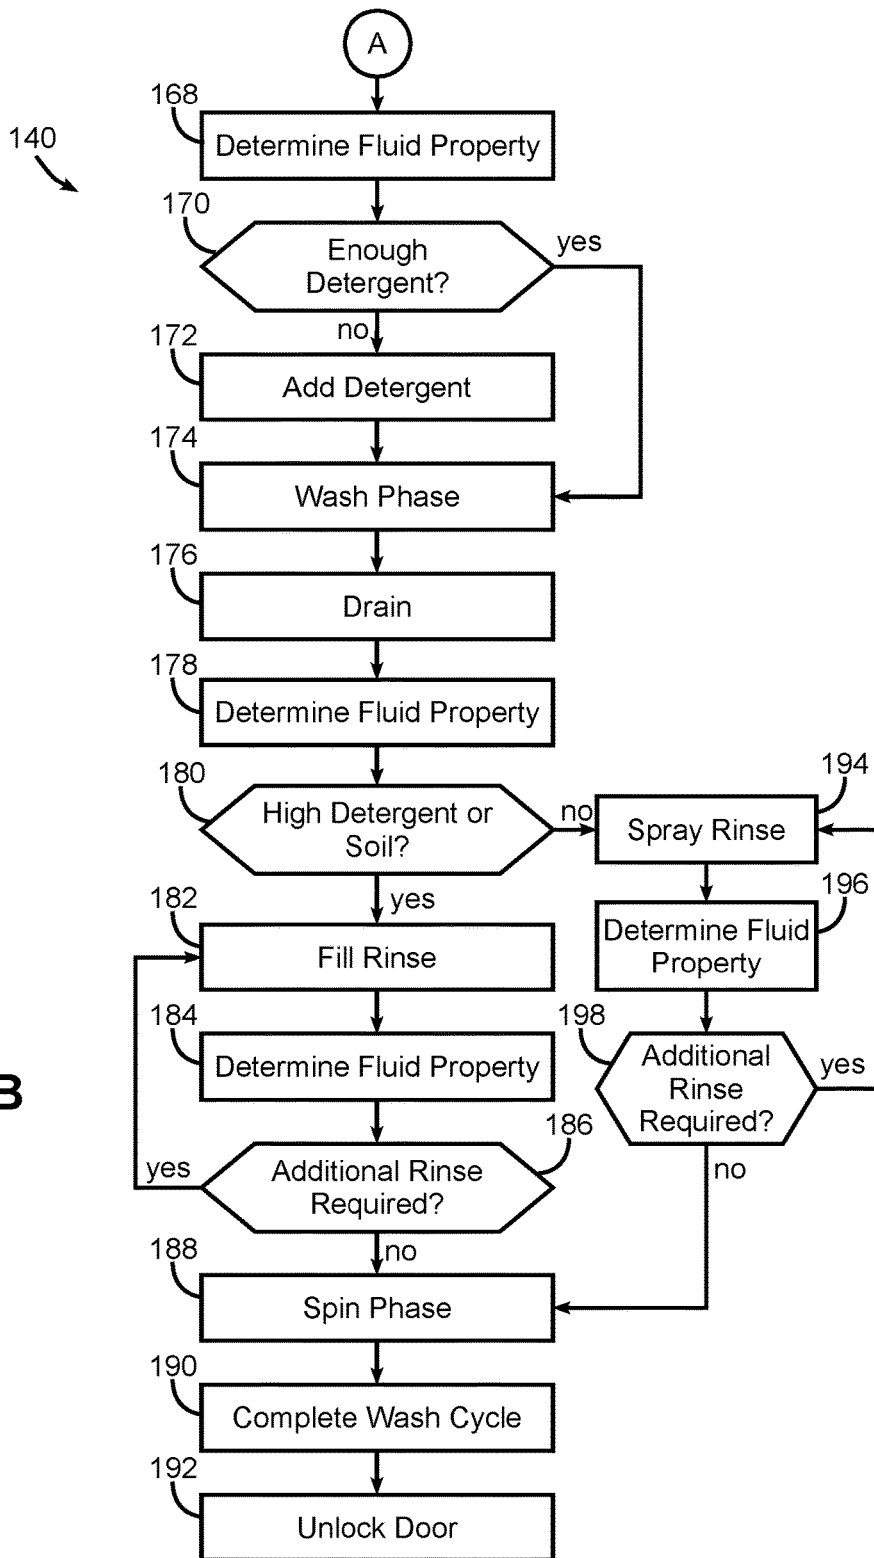 A
168
Determine Fluid Property
140
170
Enough
Detergent?
yes
no
172
Add Detergent
174
Wash Phase
176
Drain
178
Determine Fluid Property
180
High Detergent or
Soil?
no
yes
194
Spray Rinse
182
Fill Rinse
196
Determine Fluid
Property
184
Determine Fluid Property
198
Additional
Rinse
Required?
yes
no
B
186
Additional Rinse
Required?
yes
no
188
Spin Phase
190
Complete Wash Cycle
192
Unlock Door